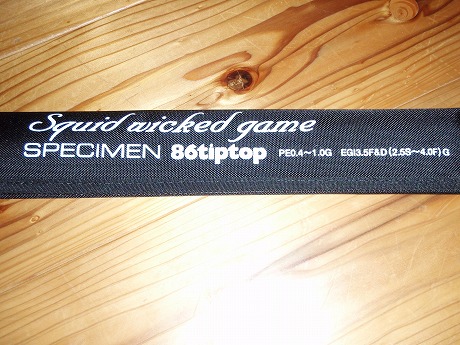 Squid wicked game
SPECIMEN 86tiptop PE0.4～1.0G EGI3.5F&D(2.5S～4.0F)G